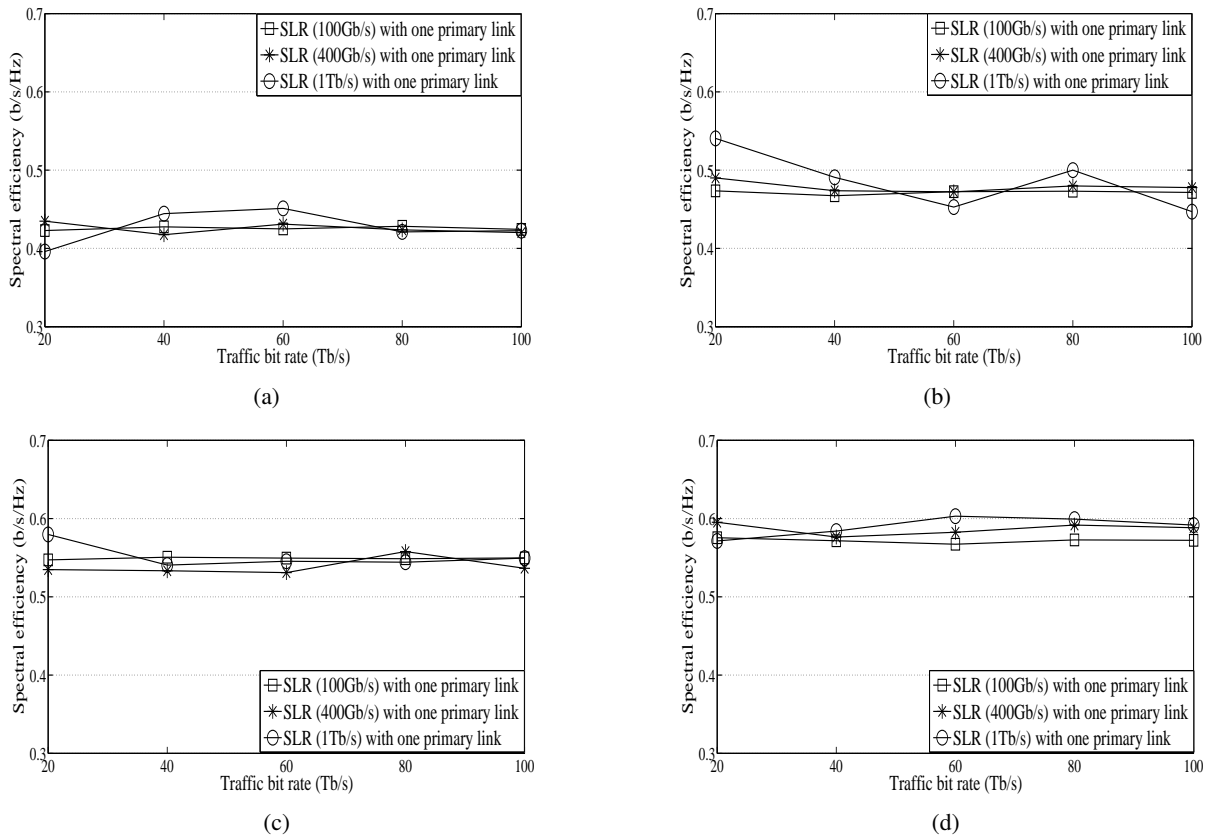 0.7
SLR (100Gb/s) with one primary link
SLR (400Gb/s) with one primary link
SLR (1Tb/s) with one primary link
0.6
0.5
0.4
0.3
Spectral efficiency (b/s/Hz)
20 40 60 80 100
Traffic bit rate (Tb/s)
(a)
0.7
SLR (100Gb/s) with one primary link
SLR (400Gb/s) with one primary link
SLR (1Tb/s) with one primary link
0.6
0.5
0.4
0.3
Spectral efficiency (b/s/Hz)
20 40 60 80 100
Traffic bit rate (Tb/s)
(b)
0.7
0.6
0.5
0.4
0.3
Spectral efficiency (b/s/Hz)
SLR (100Gb/s) with one primary link
SLR (400Gb/s) with one primary link
SLR (1Tb/s) with one primary link
20 40 60 80 100
Traffic bit rate (Tb/s)
(c)
0.7
0.6
0.5
0.4
0.3
Spectral efficiency (b/s/Hz)
SLR (100Gb/s) with one primary link
SLR (400Gb/s) with one primary link
SLR (1Tb/s) with one primary link
20 40 60 80 100
Traffic bit rate (Tb/s)
(d)